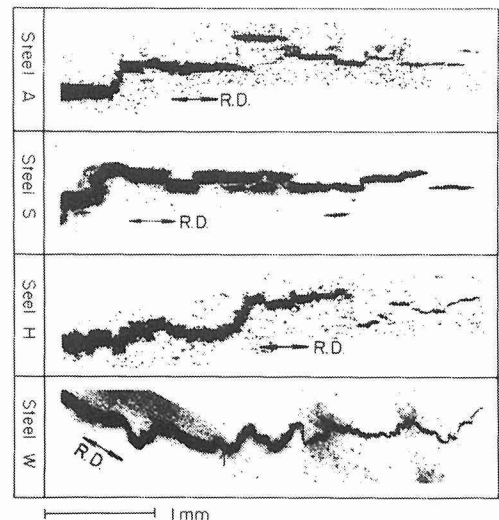 Steel A
R.D.
Steel S
R.D.
Seel H
R.D.
Steel W
R.D.
1mm